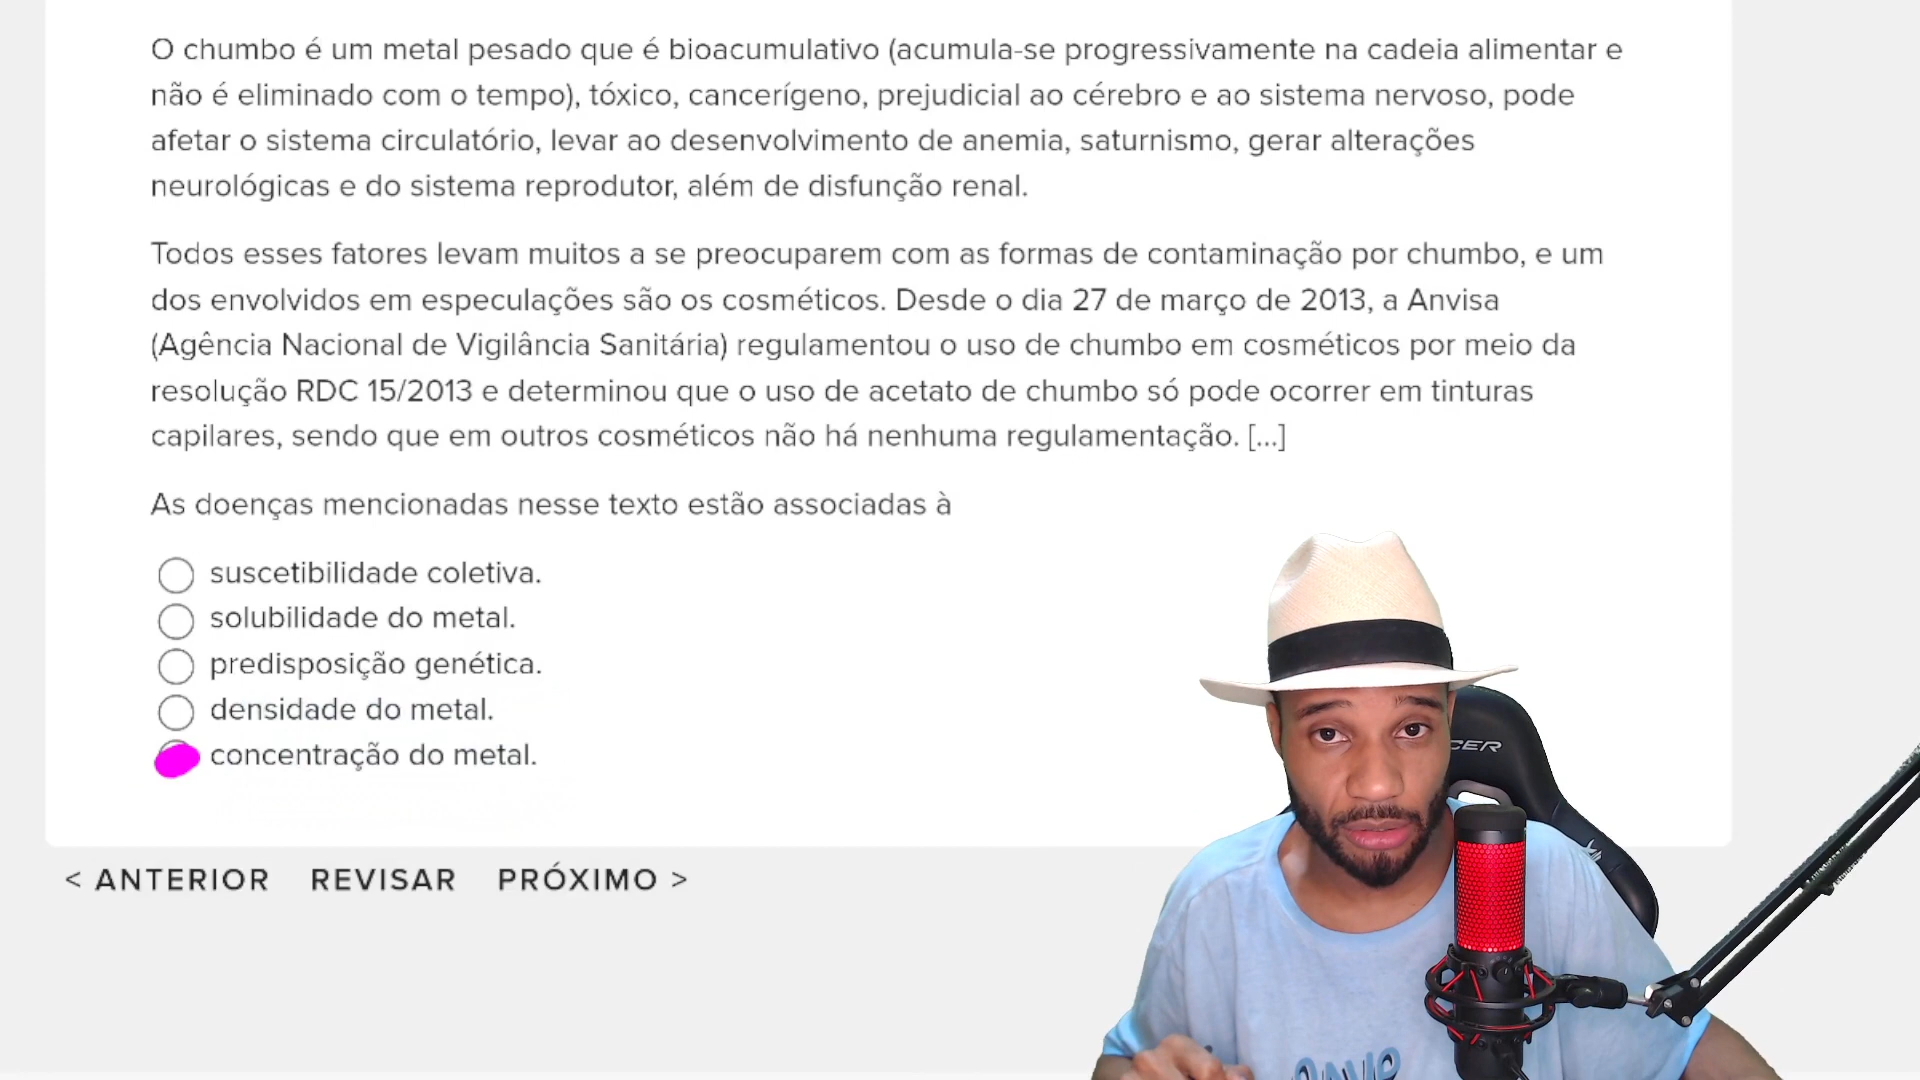 O chumbo é um metal pesado que é bioacumulativo (acumula-se progressivamente na cadeia alimentar e
não é eliminado com o tempo), tóxico, cancerígeno, prejudicial ao cérebro e ao sistema nervoso, pode
afetar o sistema circulatório, levar ao desenvolvimento de anemia, saturnismo, gerar alterações
neurológicas e do sistema reprodutor, além de disfunção renal.
Todos esses fatores levam muitos a se preocuparem com as formas de contaminação por chumbo, e um
dos envolvidos em especulações são os cosméticos. Desde o dia 27 de março de 2013, a Anvisa
(Agência Nacional de Vigilância Sanitária) regulamentou o uso de chumbo em cosméticos por meio da
resolução RDC 15/2013 e determinou que o uso de acetato de chumbo só pode ocorrer em tinturas
capilares, sendo que em outros cosméticos não há nenhuma regulamentação. [...]
As doenças mencionadas nesse texto estão associadas à
suscetibilidade coletiva.
solubilidade do metal.
predisposição genética.
densidade do metal.
concentração do metal.
< ANTERIOR REVISAR PRÓXIMO >